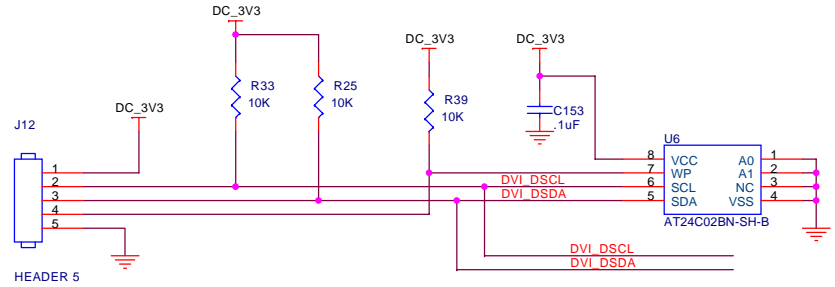 DC_3V3
DC_3V3
DC_3V3
R33
10K
R25
10K
R39
10K
C153
.1uF
DC_3V3
J12
U6
1
2
3
4
5
DVI_DSCL
DVI_DSDA
8 VCC A0 1
7 WP A1 2
6 SCL NC 3
5 SDA VSS 4
AT24C02BN-SH-B
DVI_DSCL
DVI_DSDA
HEADER 5